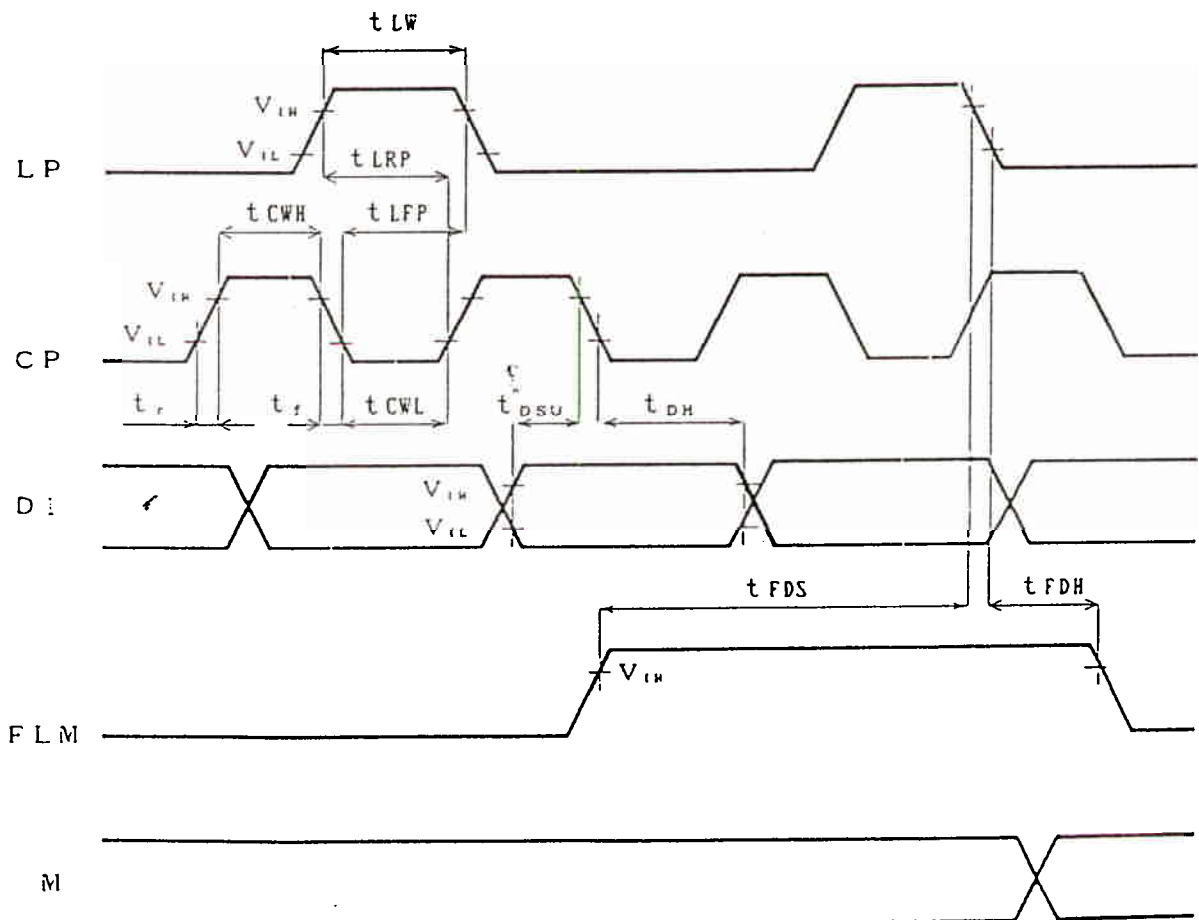 t LW
V IH
V IL
L P
t LRP
t CWH
t LFP
V IH
V IL
C P
t r
t f
t CWL
t DSU
t DH
D I
V IH
V IL
t FDS
t FDH
V IH
F L M
M